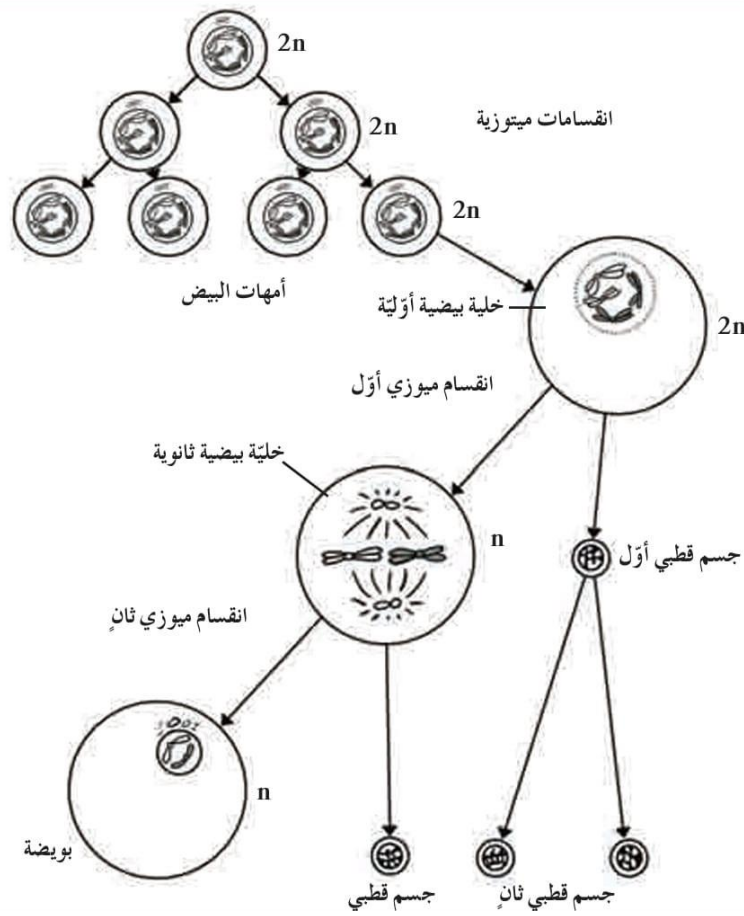 2n
انقسامات ميتوزية
2n
2n
أمهات البيض
خلية بيضية أوّليّة
2n
انقسام ميوزي أوّل
خليّة بيضية ثانوية
n
جسم قطبي أوّل
انقسام ميوزي ثانٍ
n
بويضة
جسم قطبي
جسم قطبي ثانٍ